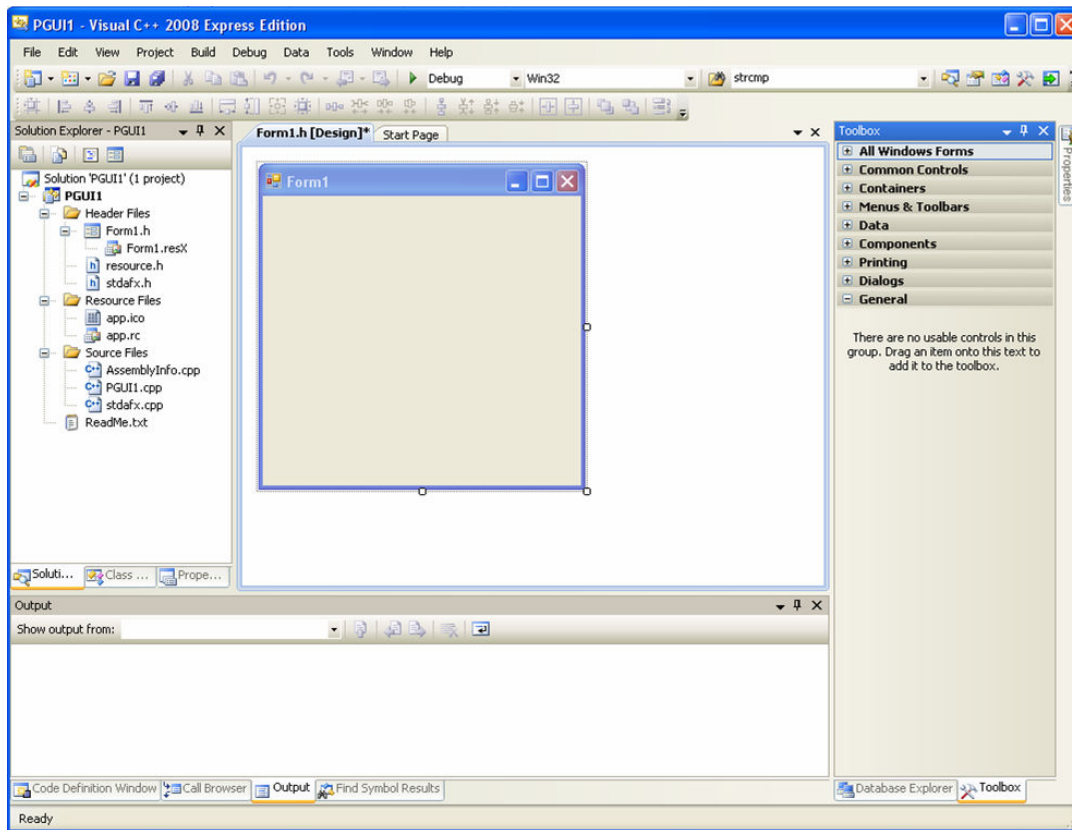 PGUI1 - Visual C++ 2008 Express Edition
File Edit View Project Build Debug Data Tools Window Help
Debug Win32 strcmp
Solution Explorer - PGUI1
Form1.h [Design]* Start Page
Toolbox
Properties
Solution 'PGUI1' (1 project)
PGUI1
Header Files
Form1.h
Form1.resX
resource.h
stdafx.h
Resource Files
app.ico
app.rc
Source Files
AssemblyInfo.cpp
PGUI1.cpp
stdafx.cpp
ReadMe.txt
Form1
All Windows Forms
Common Controls
Containers
Menus & Toolbars
Data
Components
Printing
Dialogs
General
There are no usable controls in this
group. Drag an item onto this text to
add it to the toolbox.
Soluti... Class ... Prope...
Output
Show output from:
Code Definition Window Call Browser Output Find Symbol Results
Database Explorer Toolbox
Ready